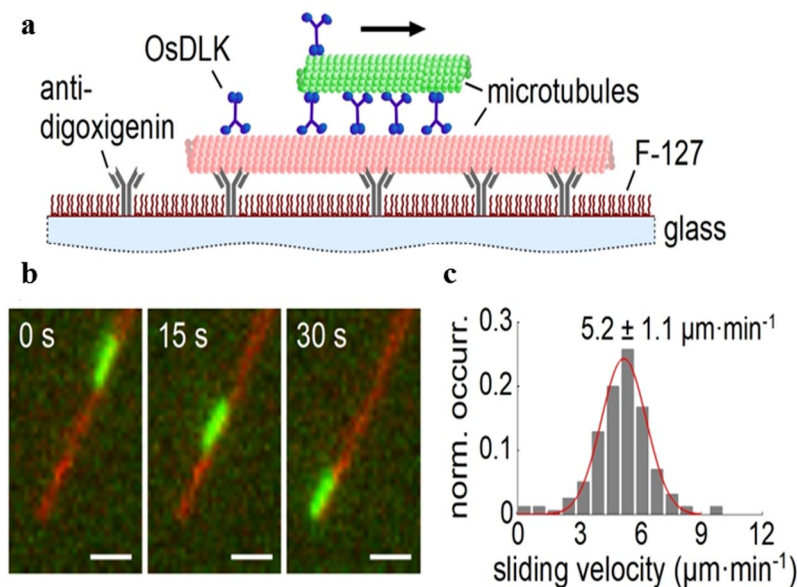 a
OsDLK
anti-
digoxigenin
microtubules
F-127
glass
b
0 s
15 s
30 s
c
0.3
5.2 ± 1.1 µm·min-1
0.2
0.1
0
norm. occurr.
0
3
6
9
12
sliding velocity (µm·min-1)